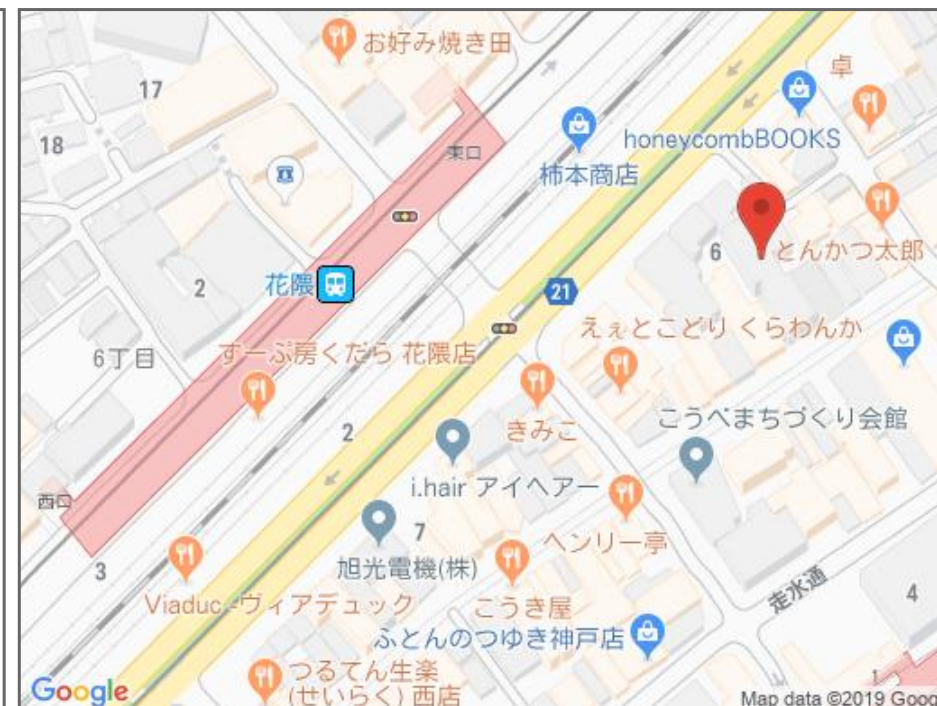 お好み焼き田
17
卓
18
東口
honeycombBOOKS
柿本商店
6
とんかつ太郎
花隈
2
21
えぇとこどり くらわんか
6丁目
すーぷ房くだら 花隈店
きみこ
こうべまちづくり会館
2
i.hair アイヘアー
西口
7
ヘンリー亭
旭光電機(株)
3
走水通
4
Viaduc -ヴィアデュック
こうき屋
ふとんのつゆき神戸店
つるてん生楽
(せいらく) 西店
1
Google
Map data ©2019 Goog